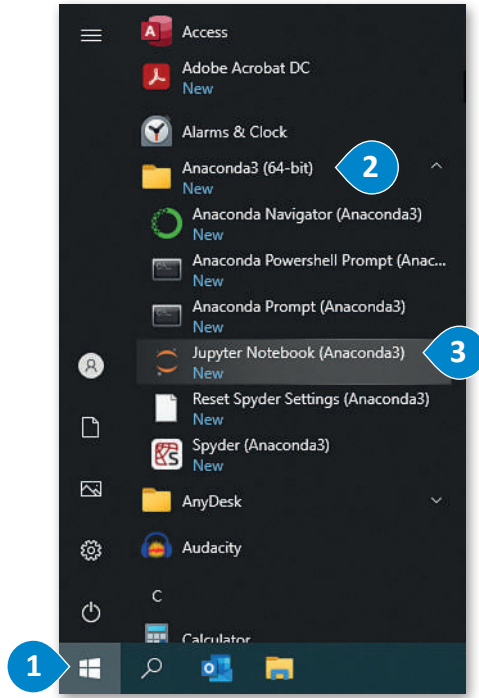 Access
Adobe Acrobat DC
New
Alarms & Clock
Anaconda3 (64-bit)
New
2
Anaconda Navigator (Anaconda3)
New
Anaconda Powershell Prompt (Anac...
New
Anaconda Prompt (Anaconda3)
New
Jupyter Notebook (Anaconda3)
New
3
Reset Spyder Settings (Anaconda3)
New
Spyder (Anaconda3)
New
AnyDesk
Audacity
C
Calculator
1